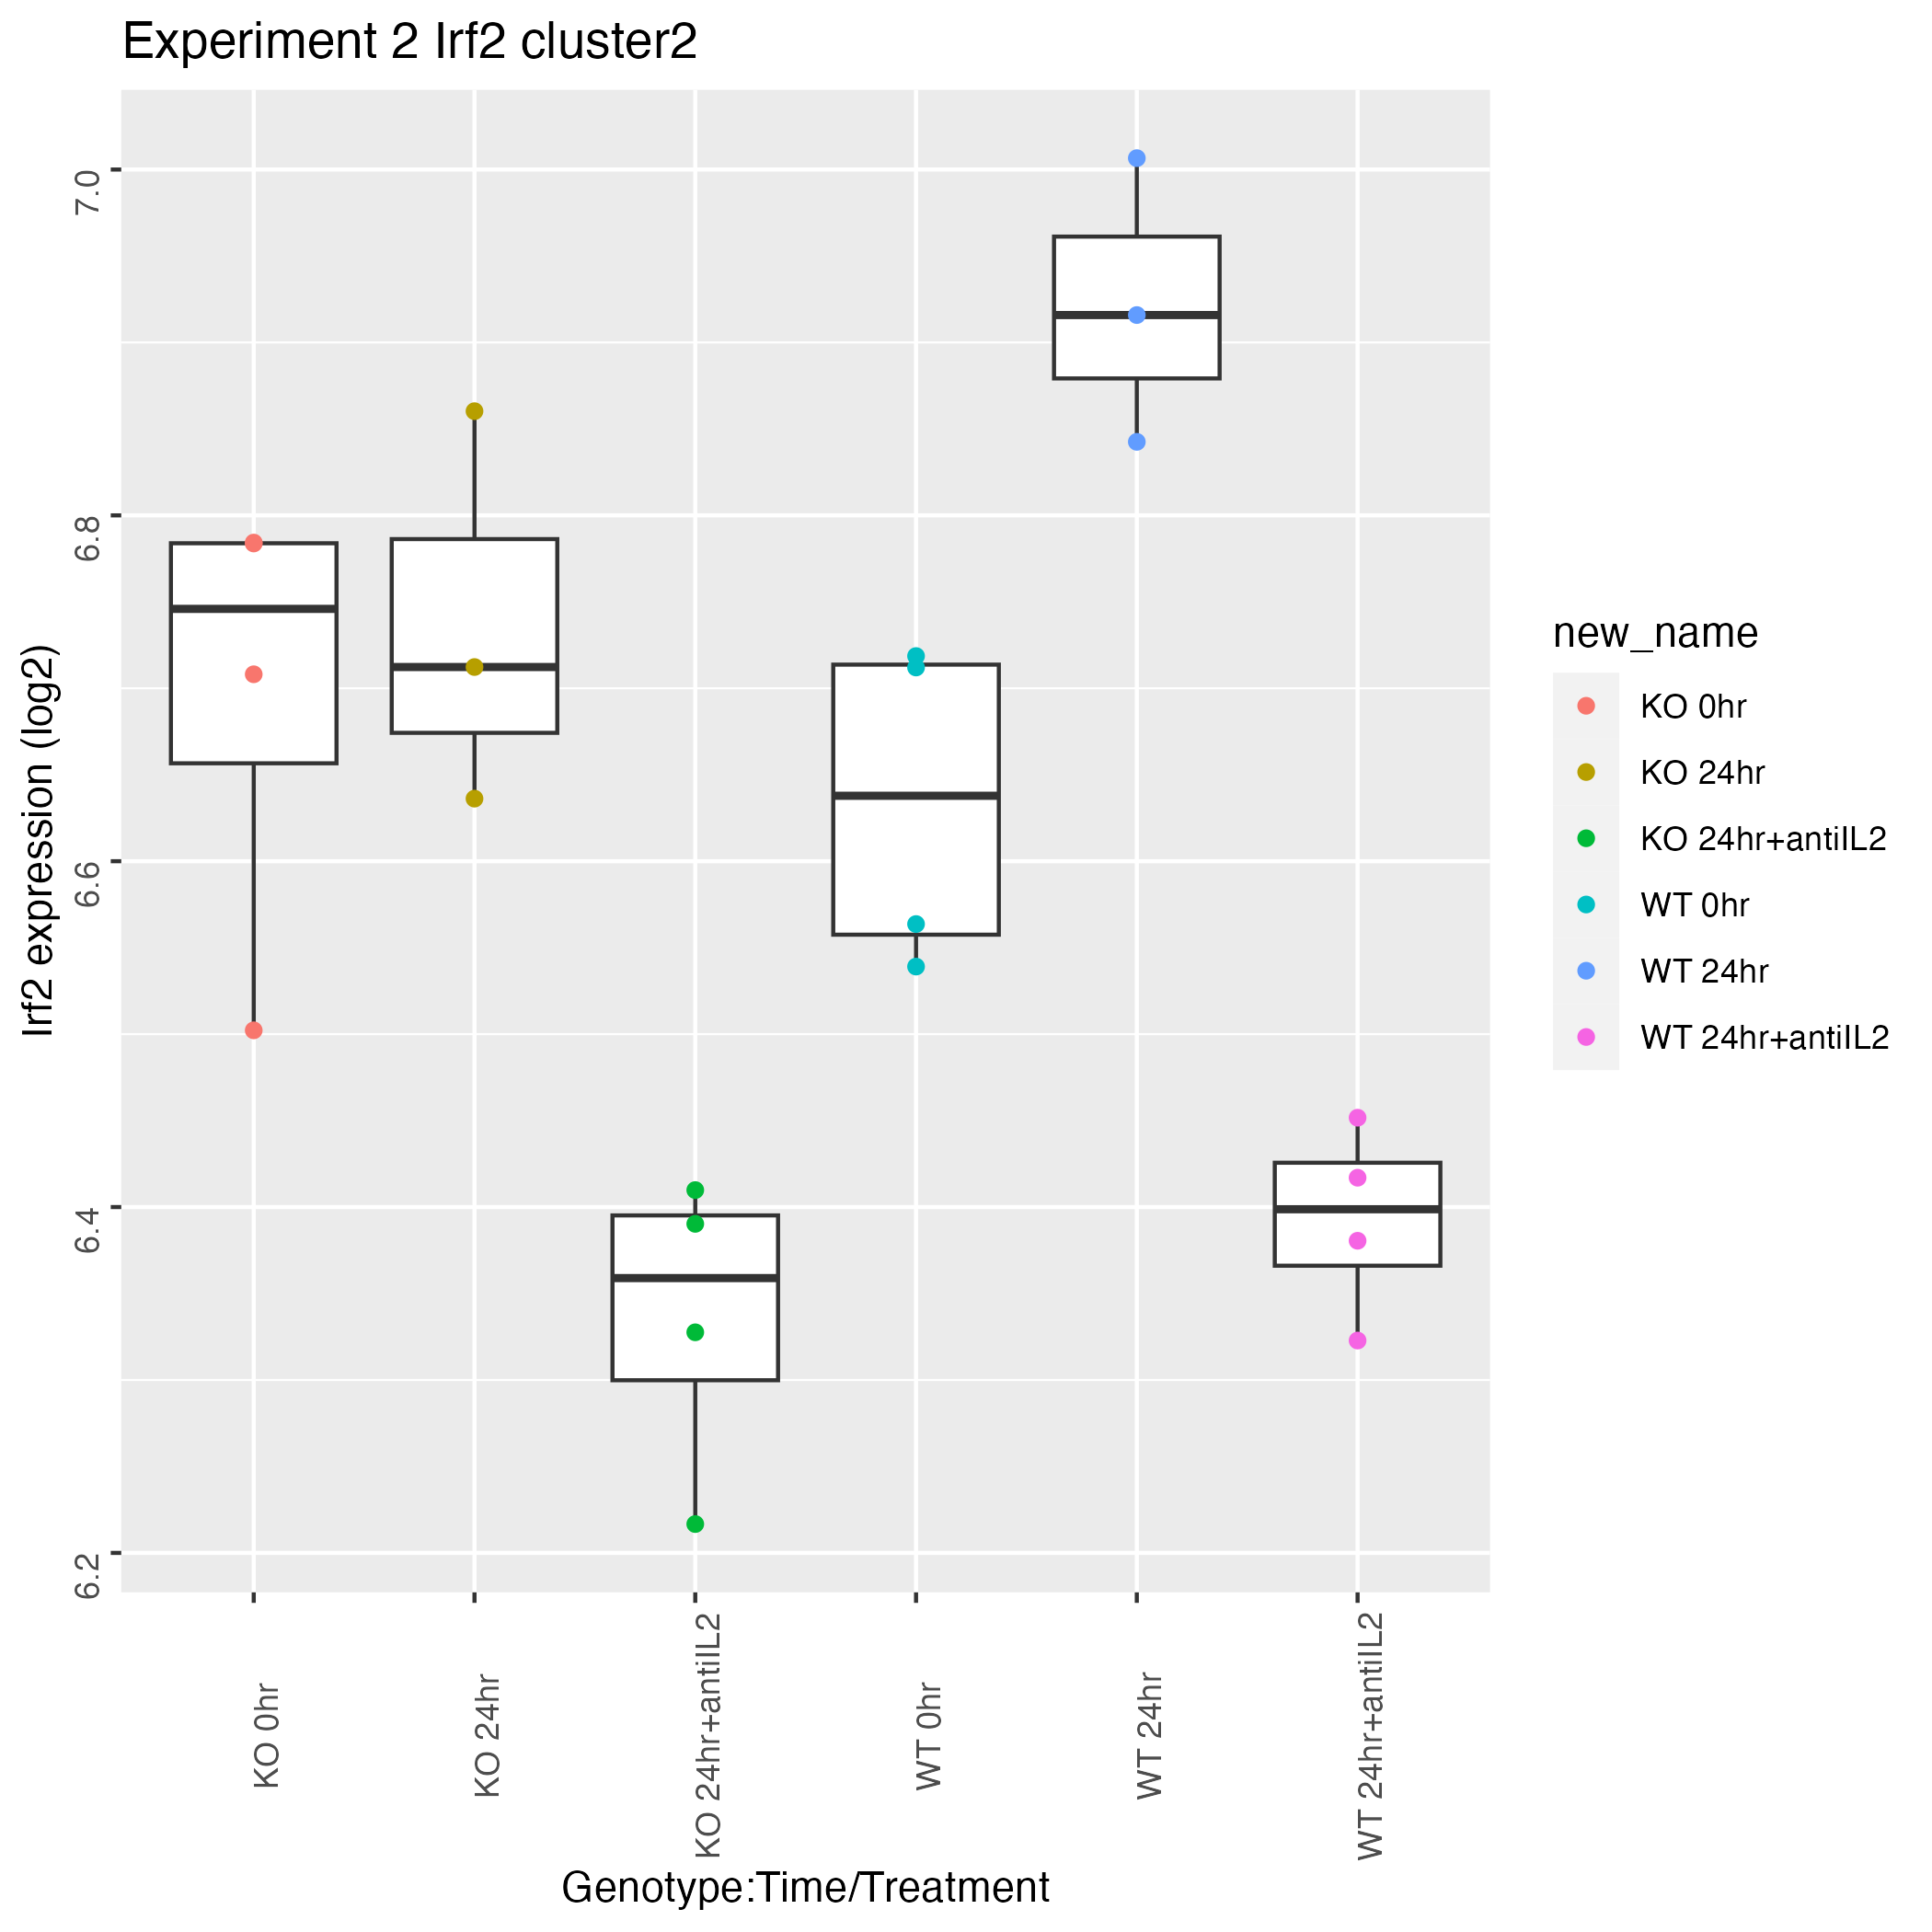 Experiment 2 Irf2 cluster2
Irf2 expression (log2)
7.0
6.8
6.6
6.4
6.2
KO 0hr
KO 24hr
KO 24hr+antiIL2
WT 0hr
WT 24hr
WT 24hr+antiIL2
Genotype:Time/Treatment
new_name
KO 0hr
KO 24hr
KO 24hr+antiIL2
WT 0hr
WT 24hr
WT 24hr+antiIL2